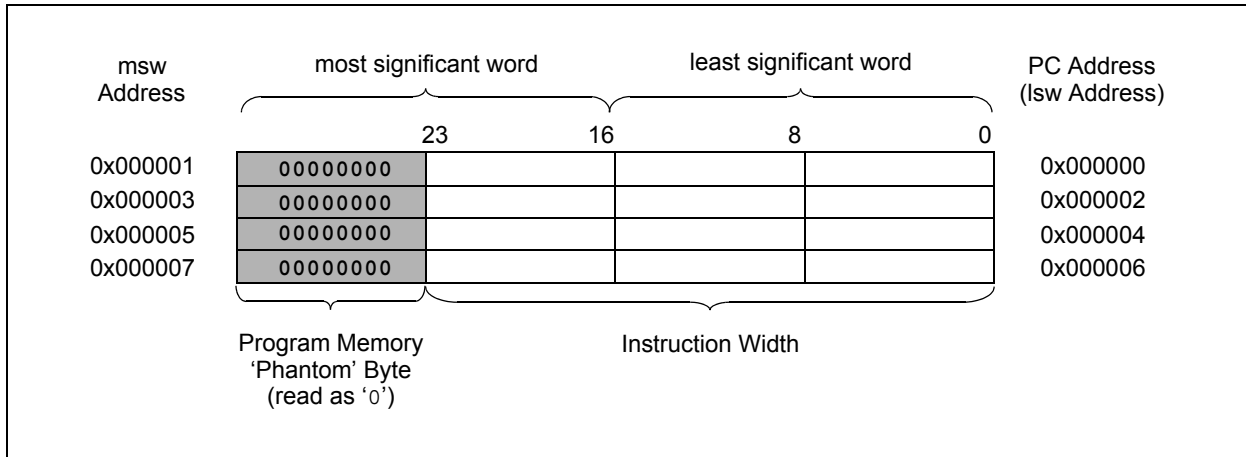 msw
Address
most significant word
least significant word
PC Address
(lsw Address)
23
16
8
0
0x000001
00000000
0x000000
0x000003
00000000
0x000002
0x000005
00000000
0x000004
0x000007
00000000
0x000006
Program Memory
‘Phantom’ Byte
(read as ‘0’)
Instruction Width